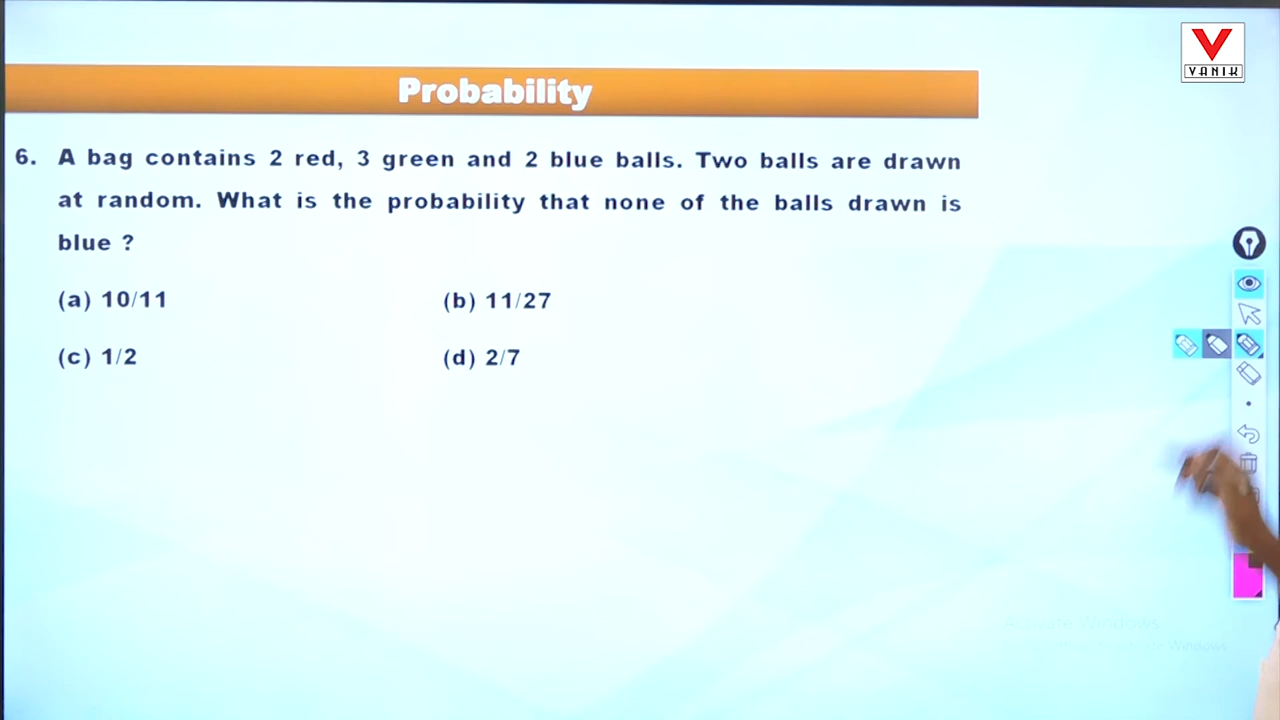 VANIK
Probability
6. A bag contains 2 red, 3 green and 2 blue balls. Two balls are drawn
at random. What is the probability that none of the balls drawn is
blue ?
(a) 10/11 (b) 11/27
(c) 1/2 (d) 2/7
Activate Windows